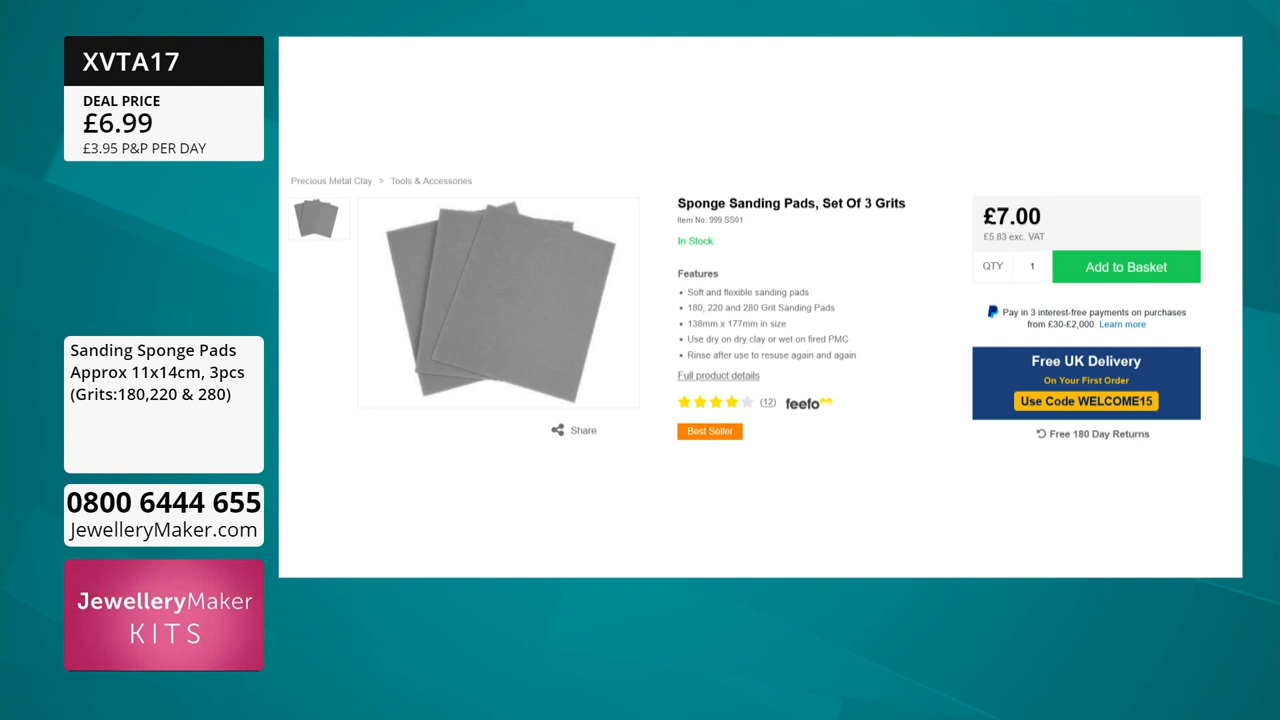 XVTA17
DEAL PRICE
£6.99
£3.95 P&P PER DAY
Sanding Sponge Pads
Approx 11x14cm, 3pcs
(Grits:180,220 & 280)
0800 6444 655
JewelleryMaker.com
JewelleryMaker
KITS
Precious Metal Clay > Tools & Accessories
Share
Sponge Sanding Pads, Set Of 3 Grits
Item No: 999 SS01
In Stock
Features
• Soft and flexible sanding pads
• 180, 220 and 280 Grit Sanding Pads
• 138mm x 177mm in size
• Use dry on dry clay or wet on fired PMC
• Rinse after use to resuse again and again
Full product details
(12) feefo
Best Seller
£7.00
£5.83 exc. VAT
QTY 1 Add to Basket
Pay in 3 interest-free payments on purchases
from £30-£2,000. Learn more
Free UK Delivery
On Your First Order
Use Code WELCOME15
Free 180 Day Returns